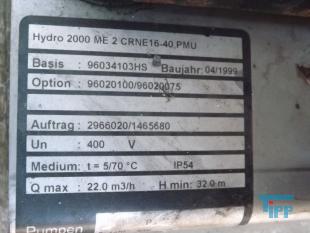 Hydro 2000 ME 2 CRNE16-40,PMU
Basis : 96034103HS Baujahr: 04/1999
Option : 96020100/96020075
Auftrag : 2966020/1465680
Un : 400 V
Medium: t = 5/70 °C IP54
Q max : 22.0 m3/h H min: 32.0 m
Pumpen
TIPP